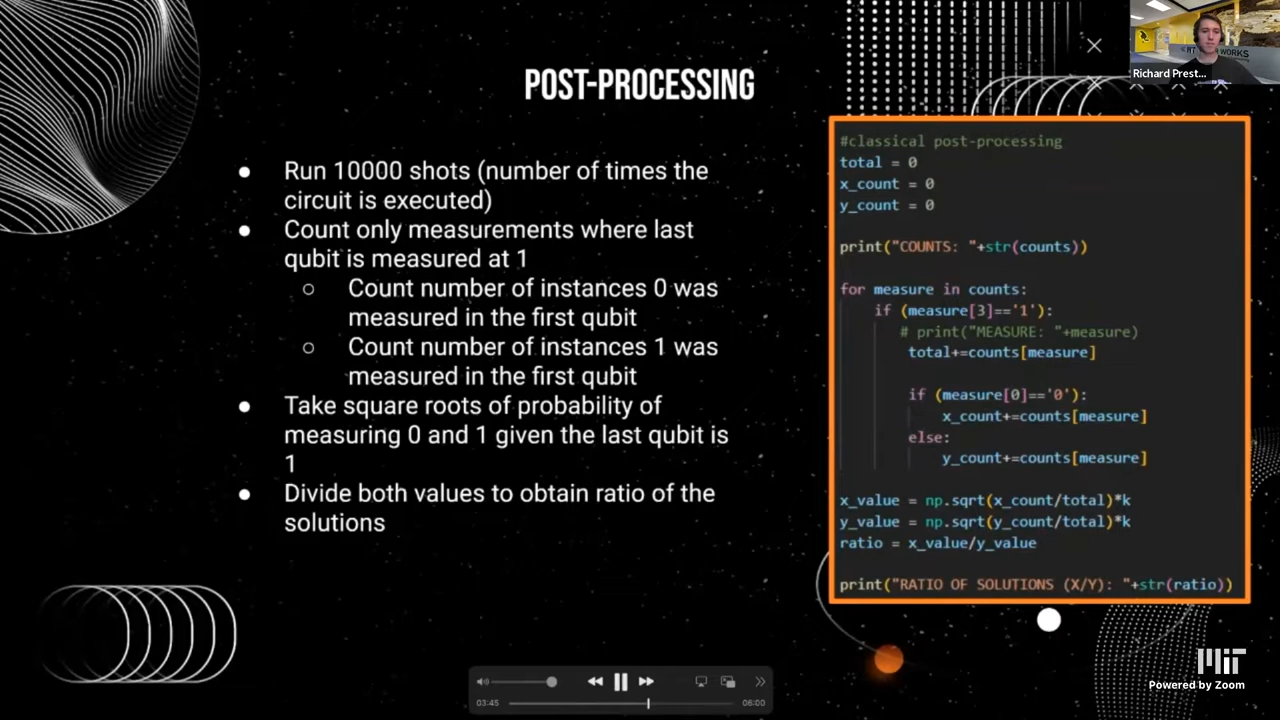 POST-PROCESSING
Richard Prest...
● Run 10000 shots (number of times the
circuit is executed)
● Count only measurements where last
qubit is measured at 1
○ Count number of instances 0 was
measured in the first qubit
○ Count number of instances 1 was
measured in the first qubit
● Take square roots of probability of
measuring 0 and 1 given the last qubit is
1
● Divide both values to obtain ratio of the
solutions
#classical post-processing
total = 0
x_count = 0
y_count = 0
print("COUNTS: "+str(counts))
for measure in counts:
if (measure[3]=='1'):
# print("MEASURE: "+measure)
total+=counts[measure]
if (measure[0]=='0'):
x_count+=counts[measure]
else:
y_count+=counts[measure]
x_value = np.sqrt(x_count/total)*k
y_value = np.sqrt(y_count/total)*k
ratio = x_value/y_value
print("RATIO OF SOLUTIONS (X/Y): "+str(ratio))
03:45
06:00
MIT
Powered by Zoom